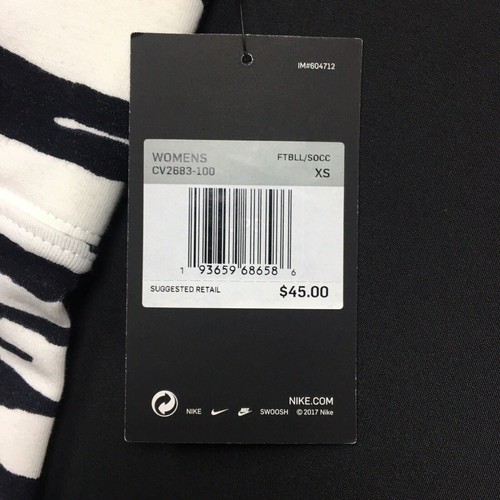 IM#604712
WOMENS FTBLL/SOCC
CV2683-100 XS
1 93659 68658 6
SUGGESTED RETAIL $45.00
NIKE.COM
NIKE SWOOSH © 2017 Nike